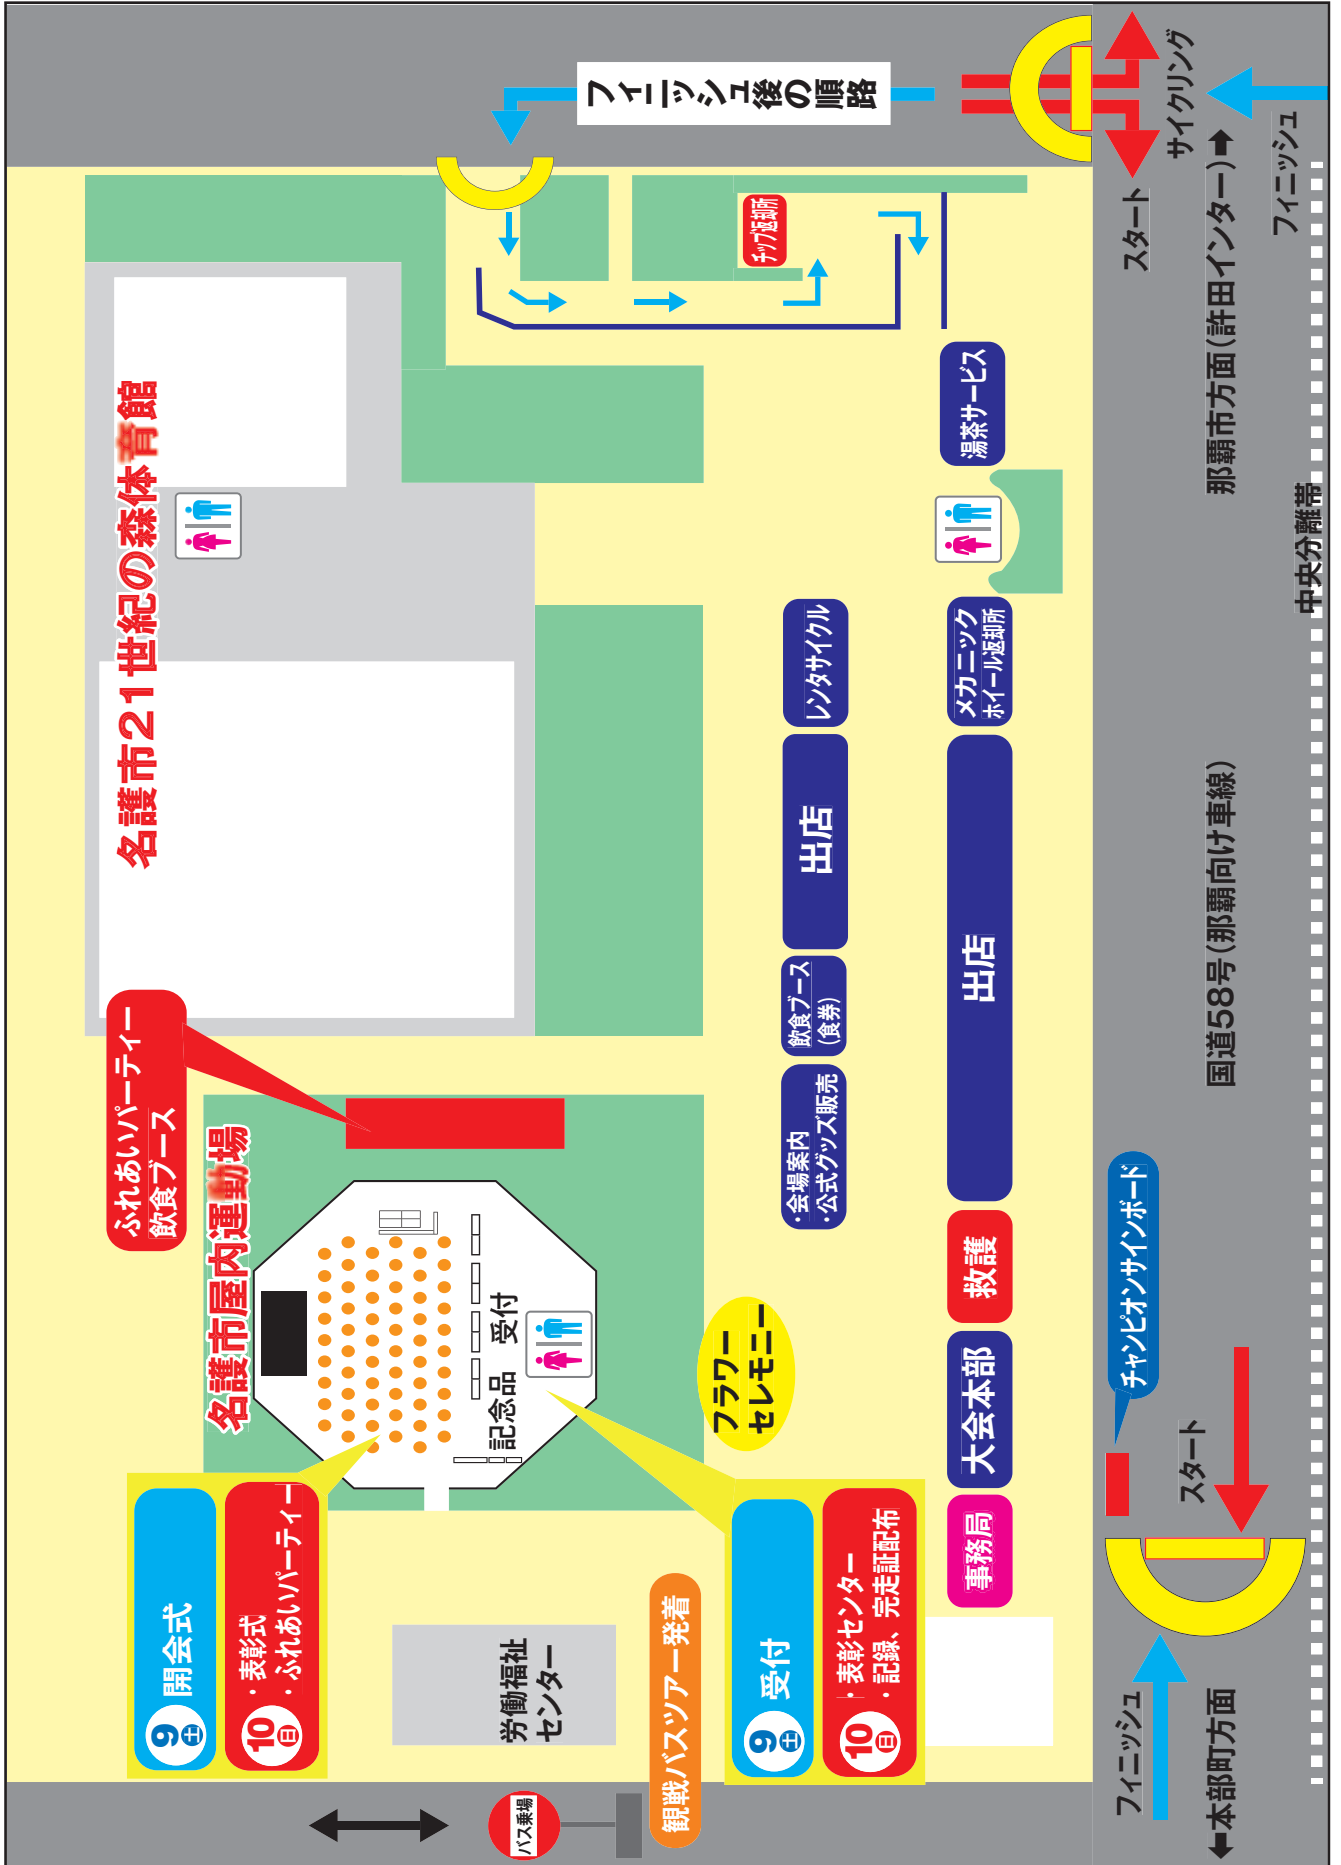 フィニッシュ後の順路
サイクリング
スタート
フィニッシュ
那覇市方面(許田インター)➡
中央分離帯
国道58号(那覇向け車線)
チップ返却所
湯茶サービス
名護市21世紀の森体育館
レンタサイクル
メカニック
ホイール返却所
出店
出店
飲食ブース
(食券)
・会場案内
・公式グッズ販売
ふれあいパーティー
飲食ブース
名護市屋内運動場
受付
記念品
フラワー
セレモニー
救護
大会本部
事務局
チャンピオンサインボード
スタート
フィニッシュ
⬅本部町方面
9土 開会式
10日 ・表彰式
・ふれあいパーティー
9土 受付
10日 ・表彰センター
・記録、完走証配布
労働福祉
センター
観戦バスツアー発着
バス乗場